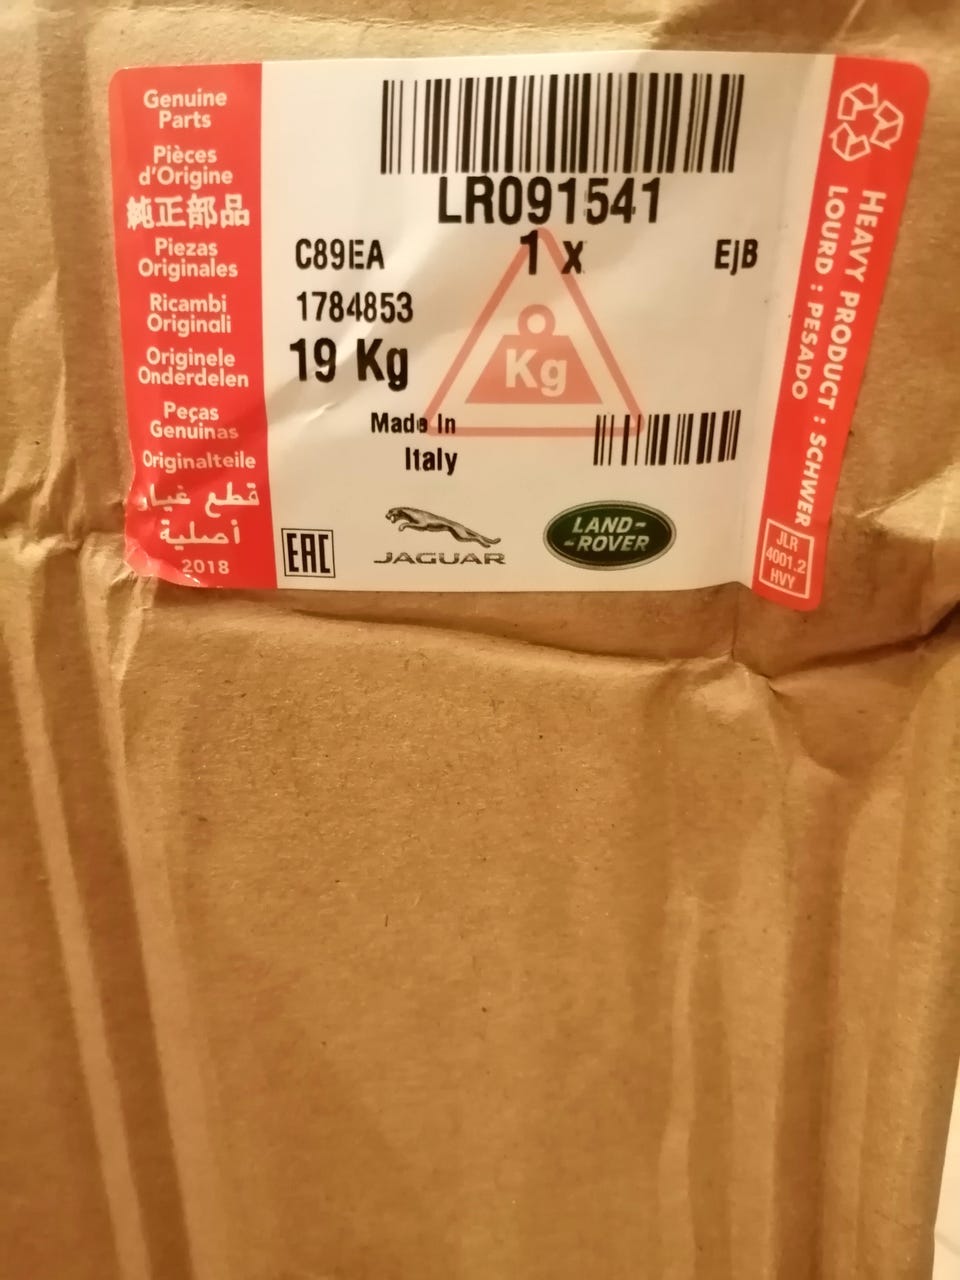 Genuine
Parts
Pièces
d'Origine
純正部品
Piezas
Originales
Ricambi
Originali
Originele
Onderdelen
Peças
Genuinas
Originalteile
قطع غيار
أصلية
2018
LR091541
C89EA
1 x
EjB
1784853
19 Kg
Kg
Made In
Italy
EAC
JAGUAR
LAND-
-ROVER
HEAVY PRODUCT : SCHWER
LOURD : PESADO
JLR
4001.2
HVY